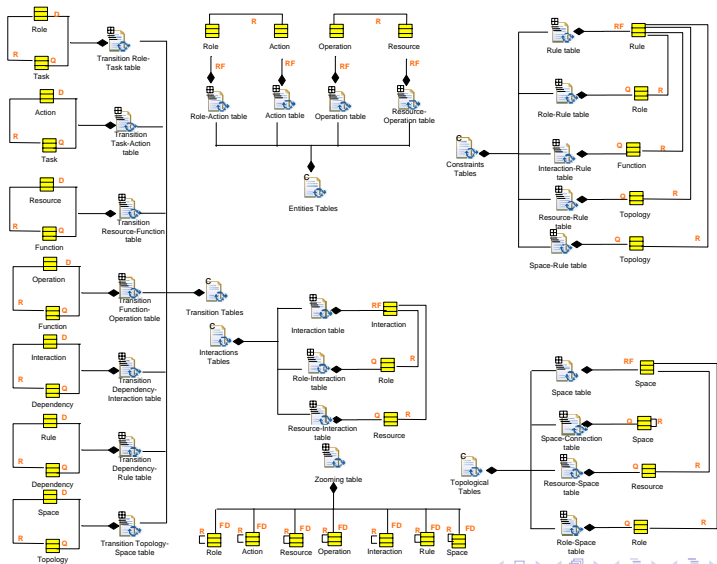 D
Role
R
Q
Task
Transition Role-
Task table
D
Action
R
Q
Task
Transition
Task-Action
table
D
Resource
R
Q
Function
Transition
Resource-Function
table
D
Operation
R
Q
Function
Transition
Function-
Operation table
D
Interaction
R
Q
Dependency
Transition
Dependency-
Interaction table
D
Rule
R
Q
Dependency
Transition
Dependency-
Rule table
D
Space
R
Q
Topology
Transition Topology-
Space table
C
Transition Tables
R
R
Role
Action
Operation
Resource
RF
RF
Role-Action table
Action table
Operation table
Resource-
Operation table
C
Entities Tables
C
Interactions
Tables
Interaction table
RF
Interaction
R
R
Role-Interaction
table
Q
Role
Resource-Interaction
table
Q
Resource
Zooming table
R
FD
R
FD
R
FD
R
FD
R
FD
R
FD
R
FD
Role
Action
Resource
Operation
Interaction
Rule
Space
C
Constraints
Tables
Rule table
RF
Rule
Role-Rule table
Q
Role
R
Interaction-Rule
table
Q
Function
R
Resource-Rule
table
Q
Topology
R
Space-Rule table
Q
Topology
R
C
Topological
Tables
Space table
RF
Space
Space-Connection
table
Q
R
Space
Resource-Space
table
Q
Resource
R
Role-Space
table
Q
Role
R